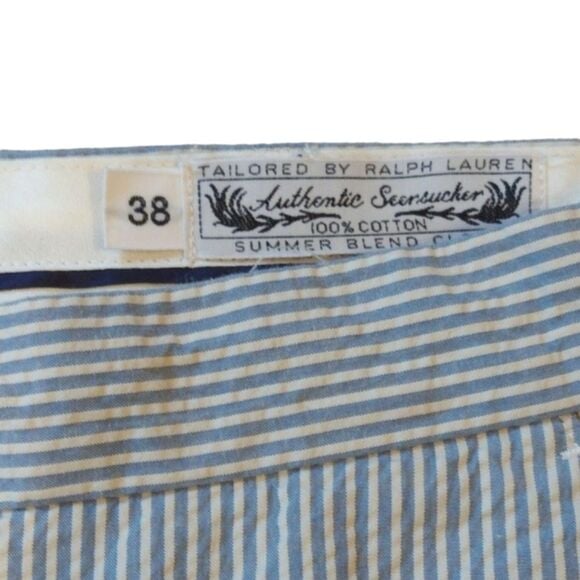 38
TAILORED BY RALPH LAUREN
Authentic Seersucker
100% COTTON
SUMMER BLEND